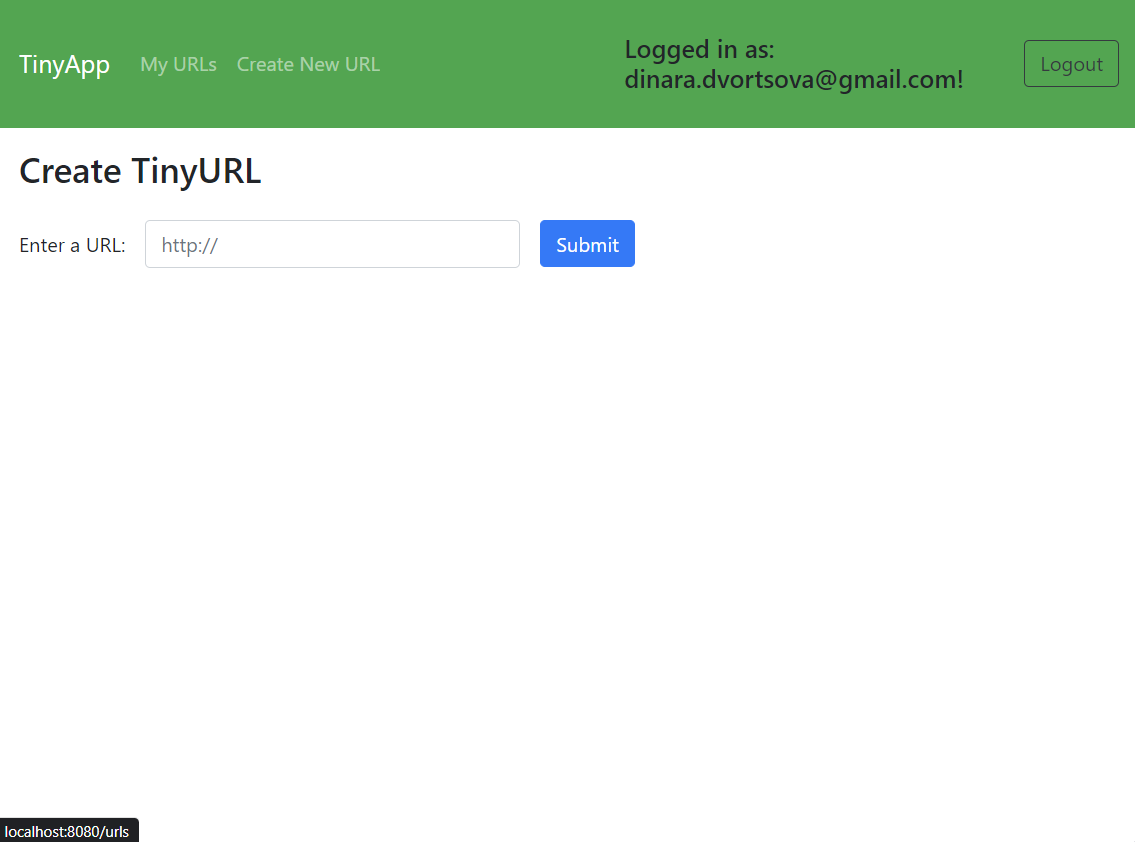 TinyApp My URLs Create New URL
Logged in as:
dinara.dvortsova@gmail.com!
Logout
Create TinyURL
Enter a URL: http:// Submit
localhost:8080/urls